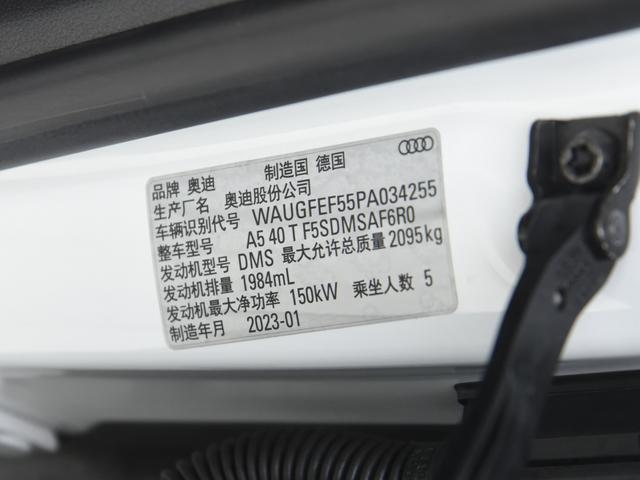 品牌 奥迪 制造国 德国
生产厂名 奥迪股份公司
车辆识别代号 WAUGFEF55PA034255
整车型号 A5 40 T F5SDMSAF6R0
发动机型号 DMS 最大允许总质量 2095kg
发动机排量 1984mL
发动机最大净功率 150kW 乘坐人数 5
制造年月 2023-01